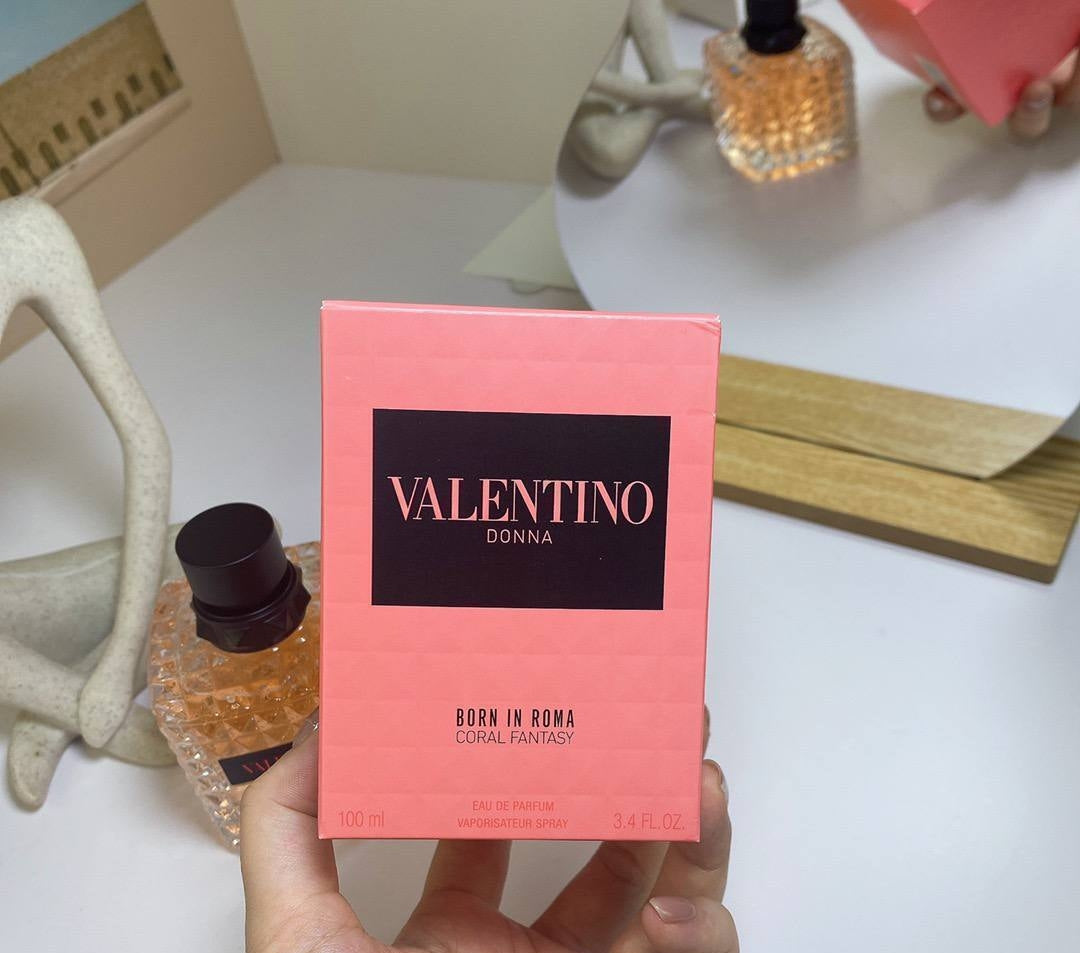 VALENTINO
DONNA
BORN IN ROMA
CORAL FANTASY
EAU DE PARFUM
VAPORISATEUR SPRAY
100 ml
3.4 FL.OZ.